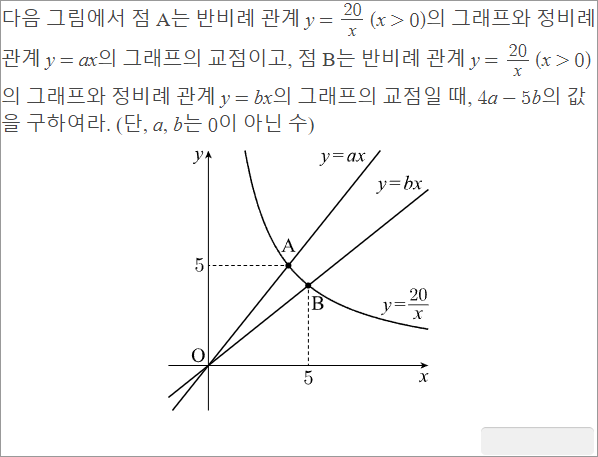 다음 그림에서 점 A는 반비례 관계 y = 20/x (x > 0)의 그래프와 정비례
관계 y = ax의 그래프의 교점이고, 점 B는 반비례 관계 y = 20/x (x > 0)
의 그래프와 정비례 관계 y = bx의 그래프의 교점일 때, 4a − 5b의 값
을 구하여라. (단, a, b는 0이 아닌 수)
y
y=ax
y=bx
A
5
B
y=20/x
O
5
x